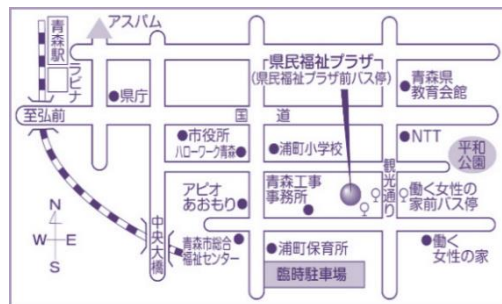 アスパム
青森駅
ラビナ
県民福祉プラザ
(県民福祉プラザ前バス停)
●県庁
●青森県
教育会館
至弘前
国道
●市役所
ハローワーク青森●
●浦町小学校
●NTT
平和
公園
観光通り
アピオ
あおもり●
青森工事
事務所
働く女性の
家前バス停
N
W E
S
中央大橋
青森市総合
福祉センター
●浦町保育所
●働く
女性の家
臨時駐車場